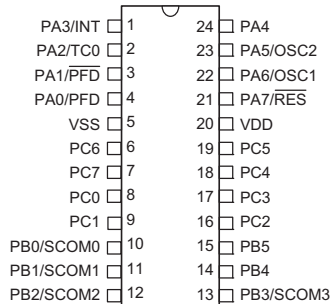 PA3/INT 1 24 PA4
PA2/TC0 2 23 PA5/OSC2
PA1/P̅F̅D̅ 3 22 PA6/OSC1
PA0/PFD 4 21 PA7/R̅E̅S̅
VSS 5 20 VDD
PC6 6 19 PC5
PC7 7 18 PC4
PC0 8 17 PC3
PC1 9 16 PC2
PB0/SCOM0 10 15 PB5
PB1/SCOM1 11 14 PB4
PB2/SCOM2 12 13 PB3/SCOM3